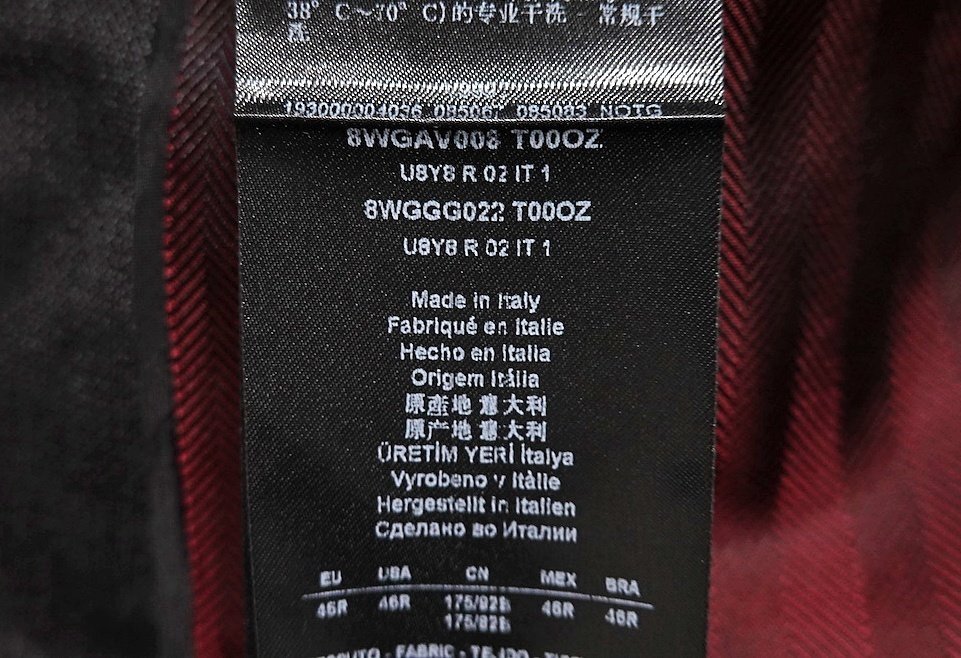 38° C～70° C)的专业干洗 - 常规干
洗
193000004036 085067 085083 NOTG
8WGAV008 T00OZ
U8Y8 R 02 IT 1
8WGGG022 T00OZ
U8Y8 R 02 IT 1
Made in Italy
Fabriqué en Italie
Hecho en Italia
Origem Itália
原産地 意大利
原产地 意大利
ÜRETİM YERİ İtalya
Vyrobeno v Itálie
Hergestellt in Italien
Сделано во Италии
EU USA CN MEX BRA
46R 46R 175/92B 46R 46R
175/82B
FABRIC - TEJIDO